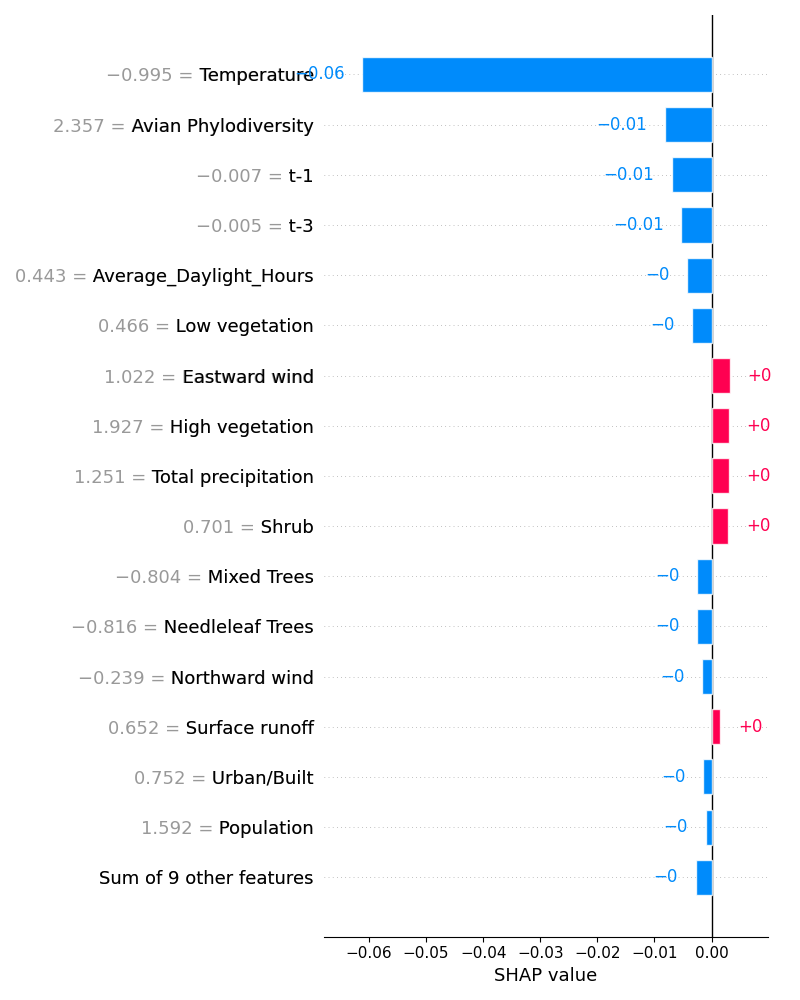 −0.995 = Temperature −0.06
2.357 = Avian Phylodiversity −0.01
−0.007 = t-1 −0.01
−0.005 = t-3 −0.01
0.443 = Average_Daylight_Hours −0
0.466 = Low vegetation −0
1.022 = Eastward wind +0
1.927 = High vegetation +0
1.251 = Total precipitation +0
0.701 = Shrub +0
−0.804 = Mixed Trees −0
−0.816 = Needleleaf Trees −0
−0.239 = Northward wind −0
0.652 = Surface runoff +0
0.752 = Urban/Built −0
1.592 = Population −0
Sum of 9 other features −0
−0.06 −0.05 −0.04 −0.03 −0.02 −0.01 0.00
SHAP value